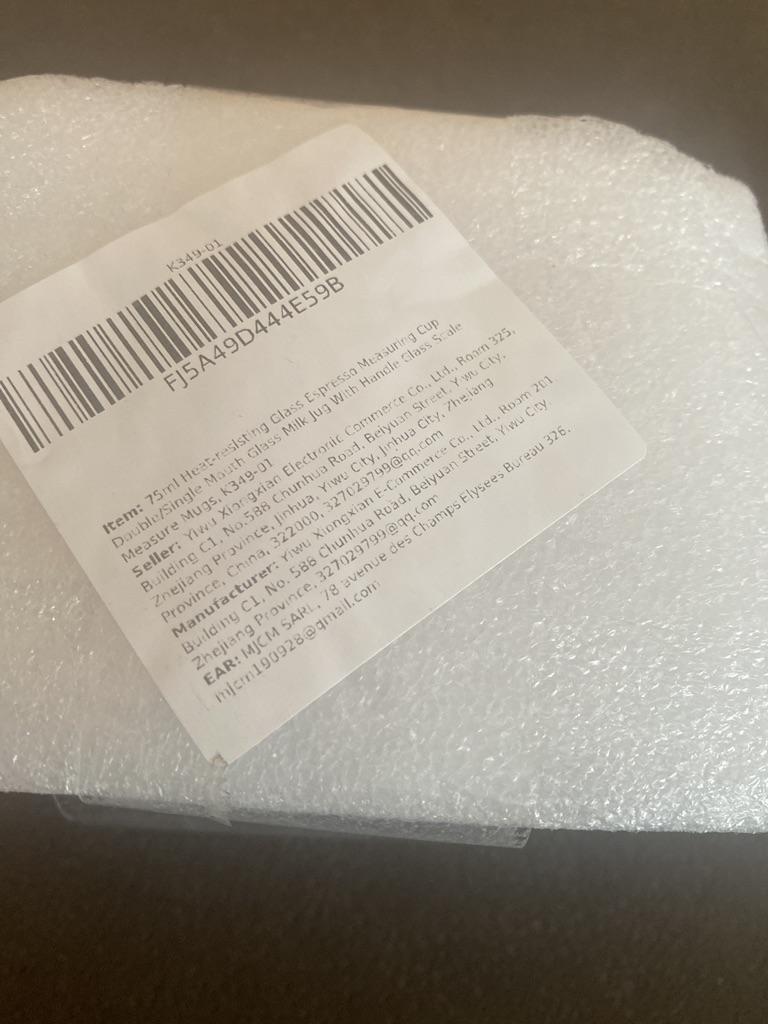 K349-01
FJ5A49D444E59B
Item: 75ml Heat-resisting Glass Espresso Measuring Cup
Double/Single Mouth Glass Milk Jug With Handle Glass Scale
Measure Mugs, K349-01
Seller: Yiwu Xiongxian Electronic Commerce Co., Ltd., Room 325,
Building C1, No.588 Chunhua Road, Beiyuan Street, Yiwu City,
Zhejiang Province, Jinhua, Yiwu City, Jinhua City, Zhejiang
Province, China, 322000, 327029799@qq.com
Manufacturer: Yiwu Xiongxian E-Commerce Co., Ltd., Room 201
Building C1, No. 588 Chunhua Road, Beiyuan Street, Yiwu City,
Zhejiang Province, 327029799@qq.com
EAR: MJCM SARL, 78 avenue des Champs Elysees Bureau 326.
mjcm190928@gmail.com